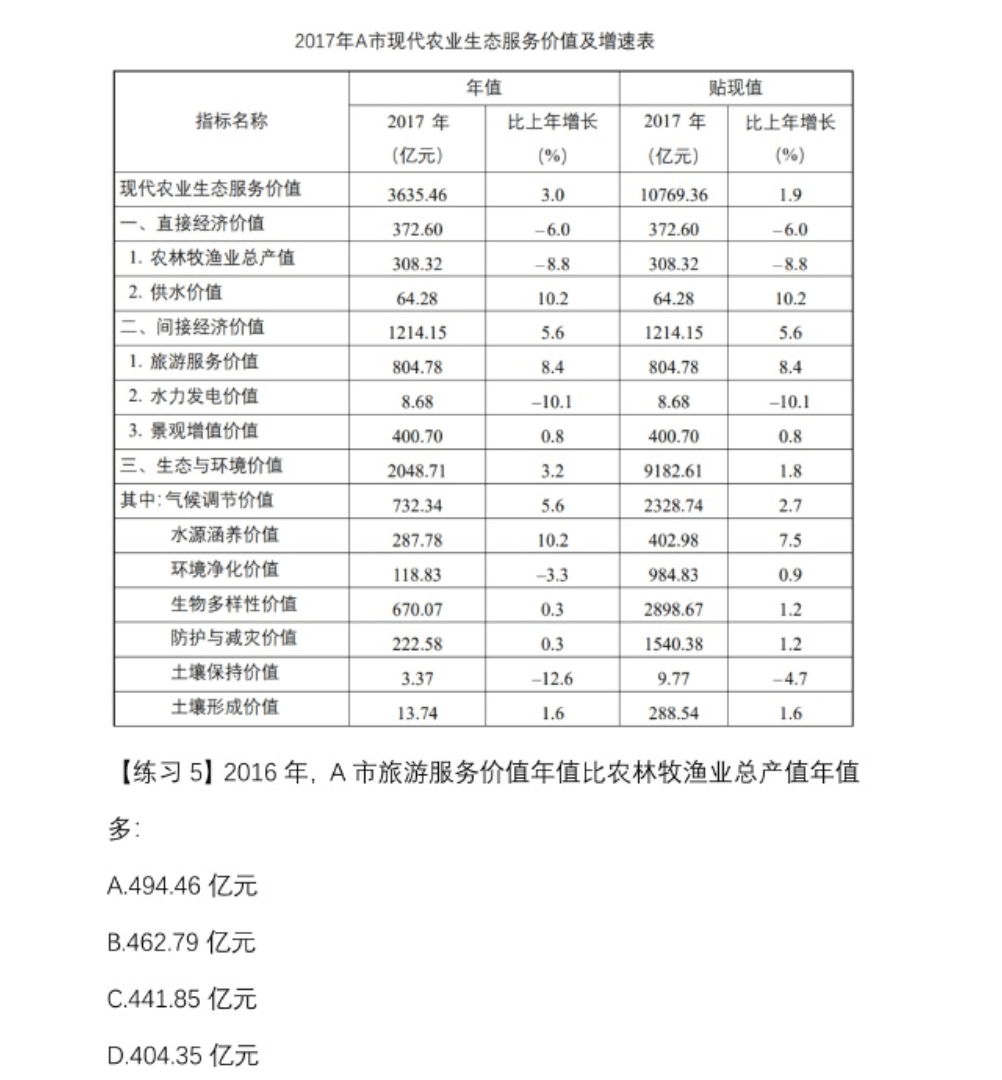 2017年A市现代农业生态服务价值及增速表
指标名称 年值 贴现值
2017 年 (亿元) 比上年增长 (%) 2017 年 (亿元) 比上年增长 (%)
现代农业生态服务价值 3635.46 3.0 10769.36 1.9
一、直接经济价值 372.60 –6.0 372.60 –6.0
1. 农林牧渔业总产值 308.32 –8.8 308.32 –8.8
2. 供水价值 64.28 10.2 64.28 10.2
二、间接经济价值 1214.15 5.6 1214.15 5.6
1. 旅游服务价值 804.78 8.4 804.78 8.4
2. 水力发电价值 8.68 –10.1 8.68 –10.1
3. 景观增值价值 400.70 0.8 400.70 0.8
三、生态与环境价值 2048.71 3.2 9182.61 1.8
其中:气候调节价值 732.34 5.6 2328.74 2.7
水源涵养价值 287.78 10.2 402.98 7.5
环境净化价值 118.83 –3.3 984.83 0.9
生物多样性价值 670.07 0.3 2898.67 1.2
防护与减灾价值 222.58 0.3 1540.38 1.2
土壤保持价值 3.37 –12.6 9.77 –4.7
土壤形成价值 13.74 1.6 288.54 1.6
【练习 5】2016 年, A 市旅游服务价值年值比农林牧渔业总产值年值
多:
A.494.46 亿元
B.462.79 亿元
C.441.85 亿元
D.404.35 亿元